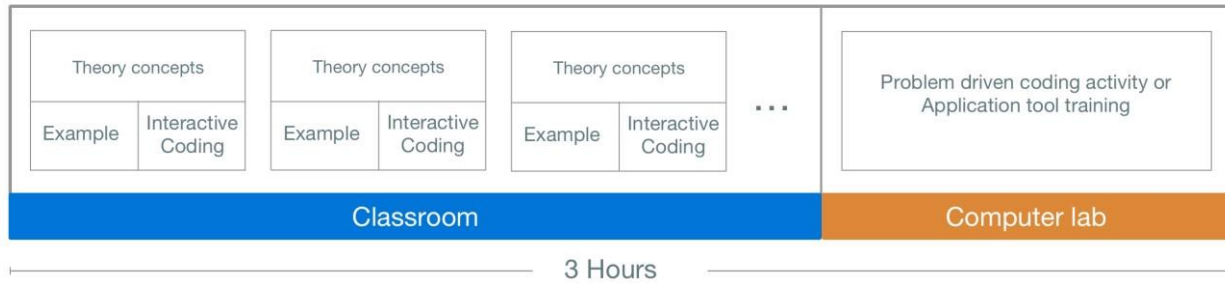 Theory concepts
Example
Interactive
Coding
Theory concepts
Example
Interactive
Coding
Theory concepts
Example
Interactive
Coding
...
Problem driven coding activity or
Application tool training
Classroom
Computer lab
3 Hours